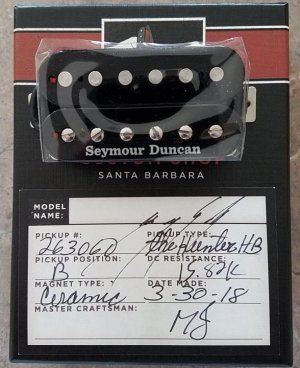 Seymour Duncan
SANTA BARBARA
MODEL NAME:
PICKUP #: PICKUP TYPE:
26306D the Hunter HB
PICKUP POSITION: DC RESISTANCE:
B 15.82K
MAGNET TYPE: DATE MADE:
Ceramic 3-30-18
MASTER CRAFTSMAN:
MJ